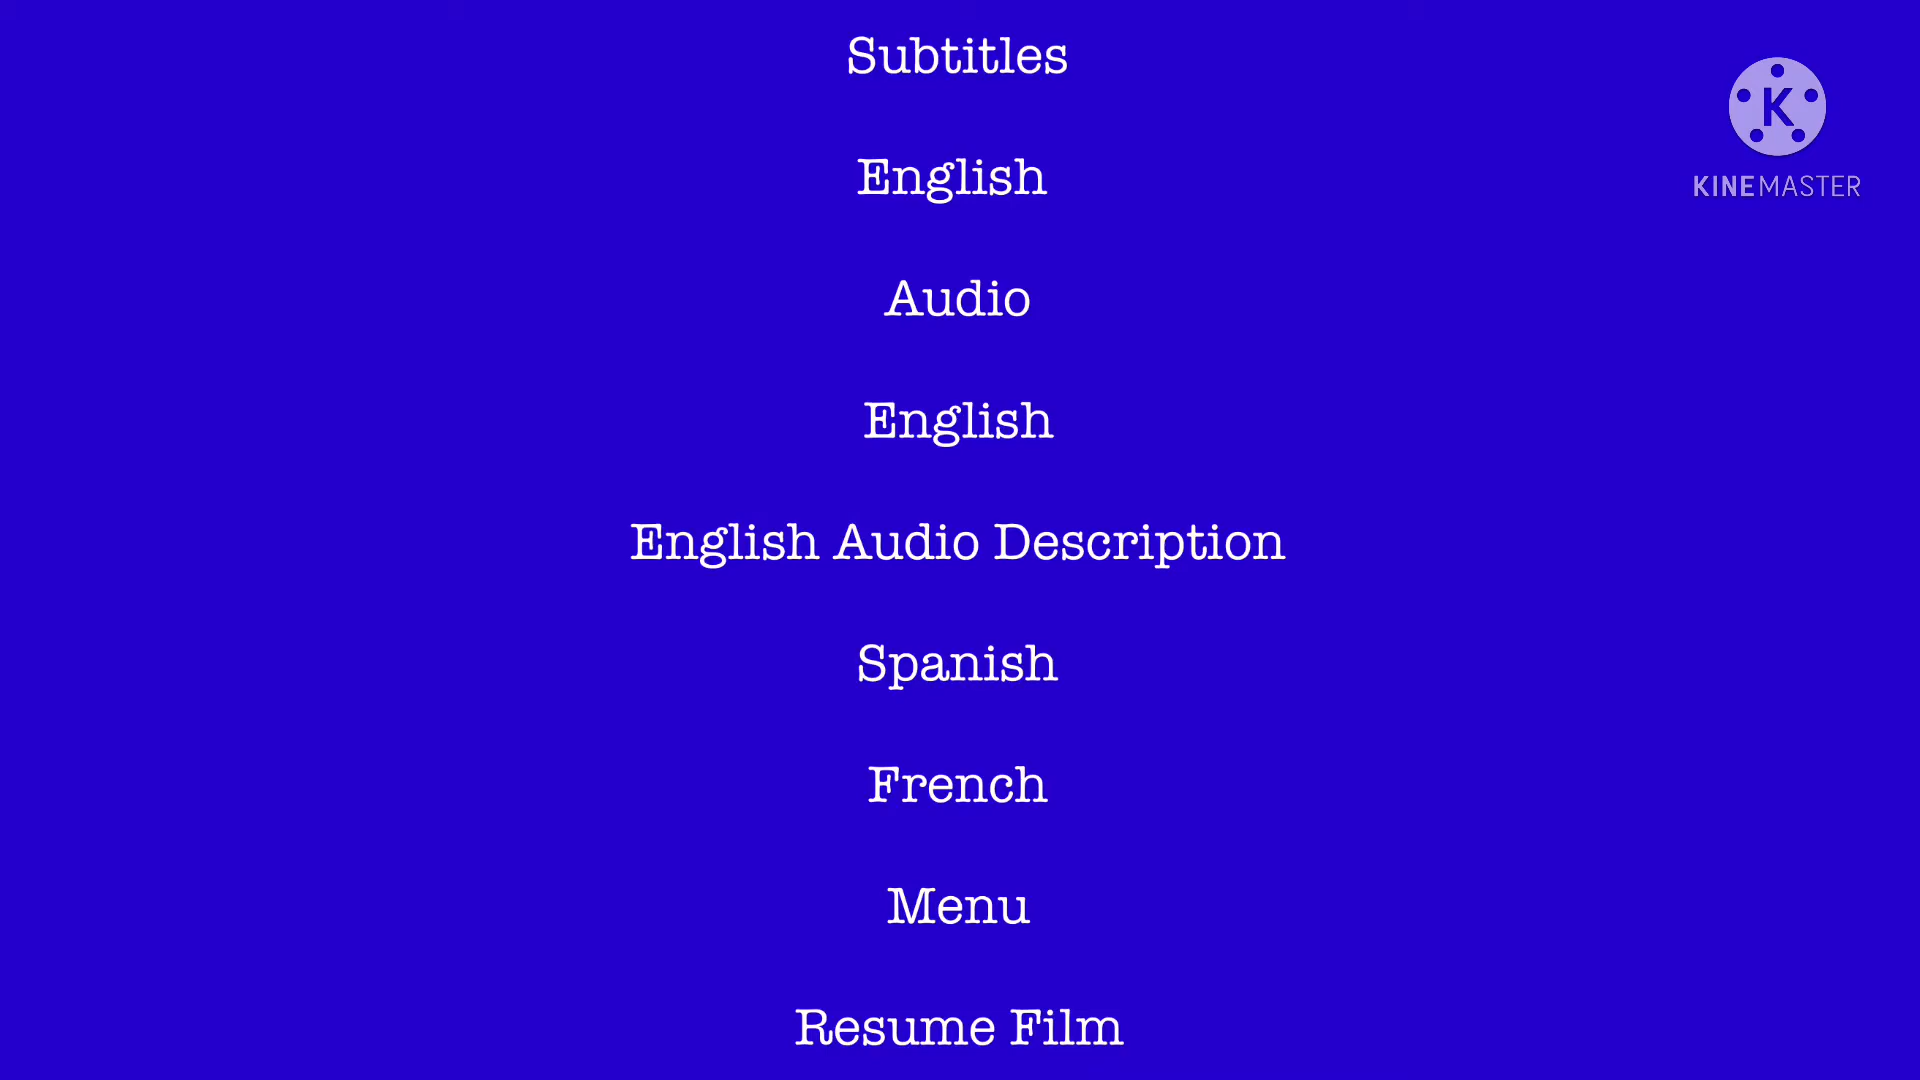 Subtitles
K
KINEMASTER
English
Audio
English
English Audio Description
Spanish
French
Menu
Resume Film